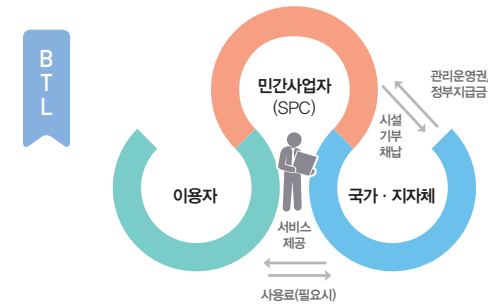 B
T
L
민간사업자
(SPC)
관리운영권,
정부지급금
시설
기부
채납
이용자
국가 · 지자체
서비스
제공
사용료(필요시)